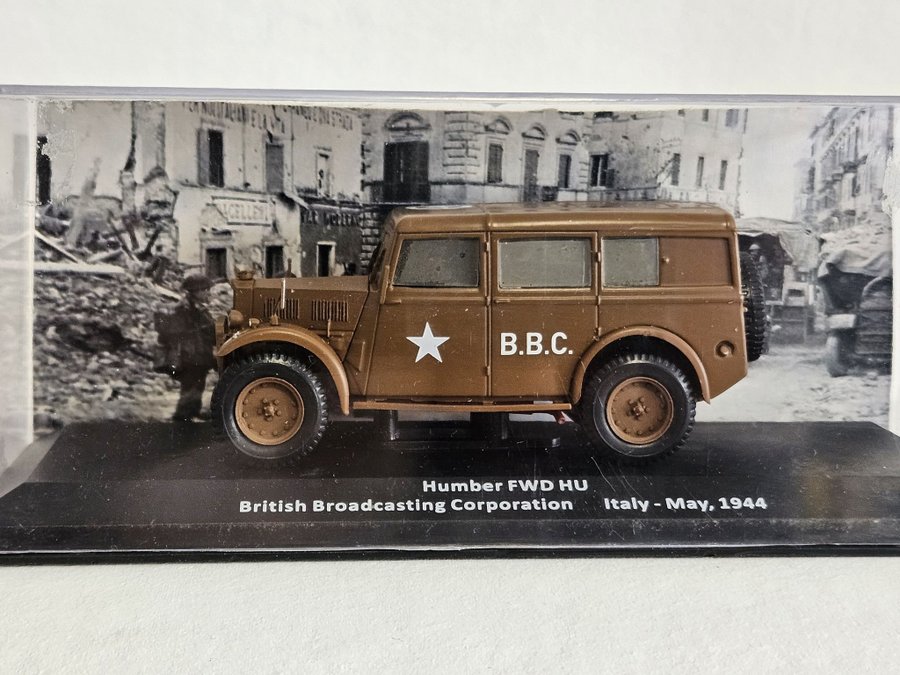 B.B.C.
Humber FWD HU
British Broadcasting Corporation Italy - May, 1944